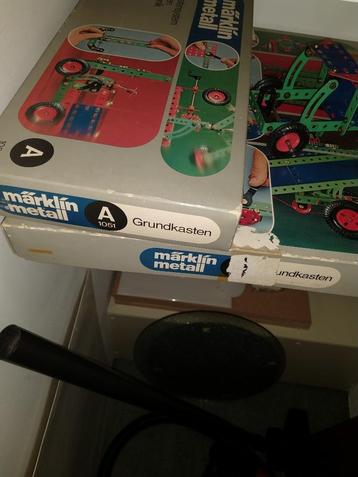 märklin
metall
A
märklin
metall
A
1051
Grundkasten
märklin
metall
undkasten